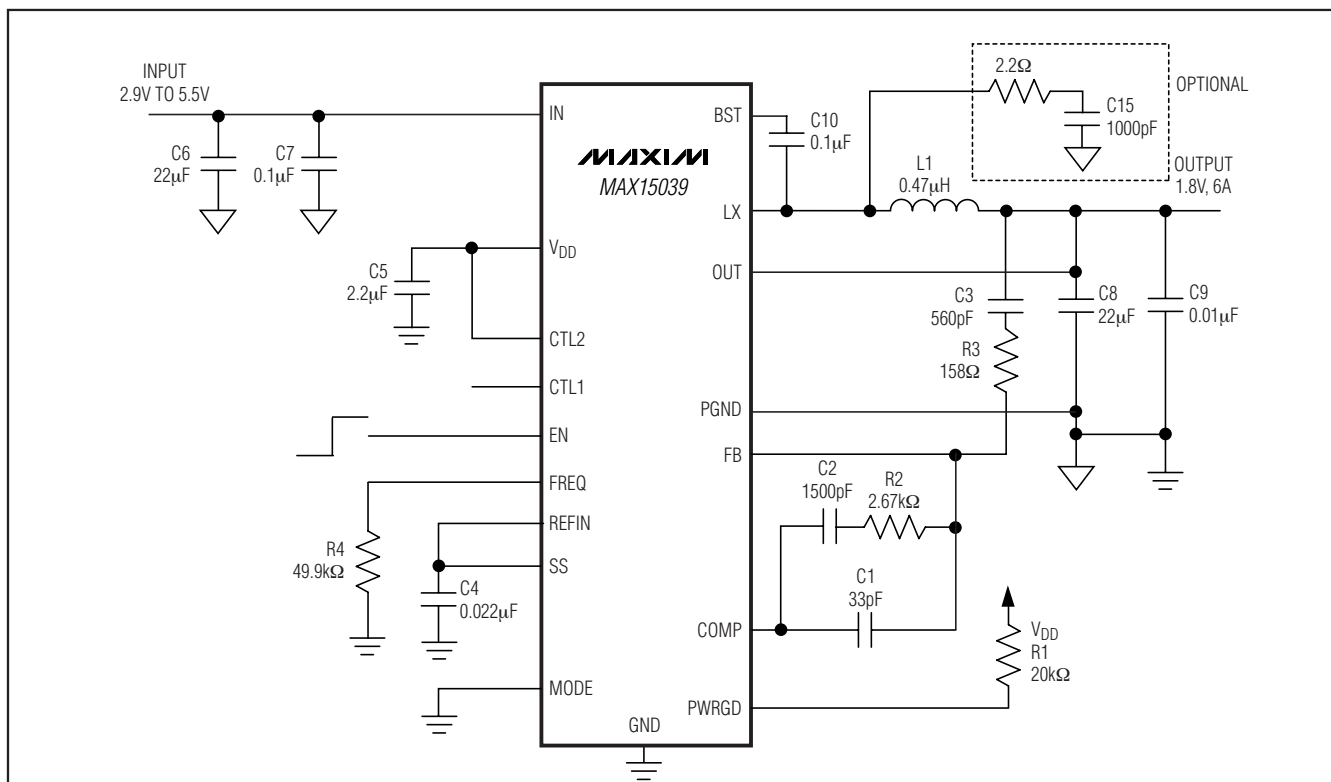 INPUT
2.9V TO 5.5V
C6
22µF
C7
0.1µF
C5
2.2µF
R4
49.9kΩ
C4
0.022µF
IN
VDD
CTL2
CTL1
EN
FREQ
REFIN
SS
MODE
MAXIM
MAX15039
GND
BST
LX
OUT
PGND
FB
COMP
PWRGD
C10
0.1µF
2.2Ω
C15
1000pF
OPTIONAL
L1
0.47µH
OUTPUT
1.8V, 6A
C3
560pF
R3
158Ω
C8
22µF
C9
0.01µF
C2
1500pF
R2
2.67kΩ
C1
33pF
VDD
R1
20kΩ